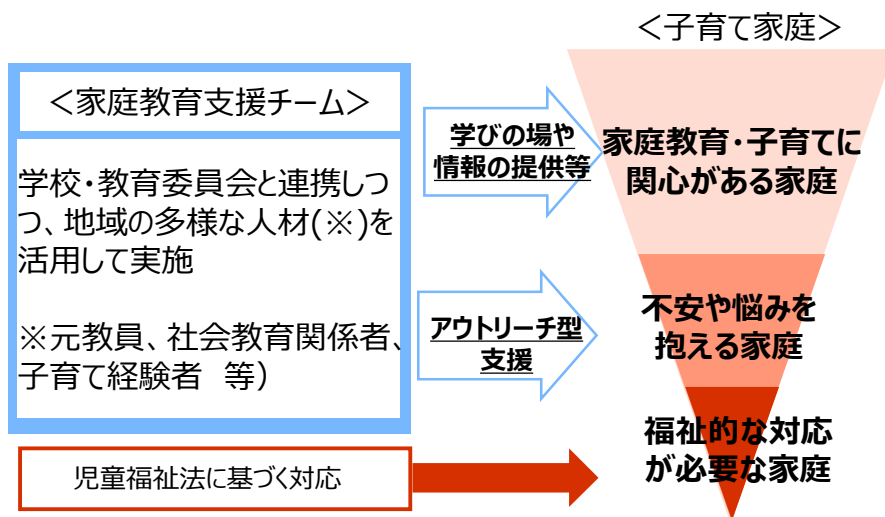 ＜子育て家庭＞
＜家庭教育支援チーム＞
学校・教育委員会と連携しつ
つ、地域の多様な人材(※)を
活用して実施
※元教員、社会教育関係者、
子育て経験者　等）
学びの場や
情報の提供等
家庭教育・子育てに
関心がある家庭
アウトリーチ型
支援
不安や悩みを
抱える家庭
児童福祉法に基づく対応
福祉的な対応
が必要な家庭